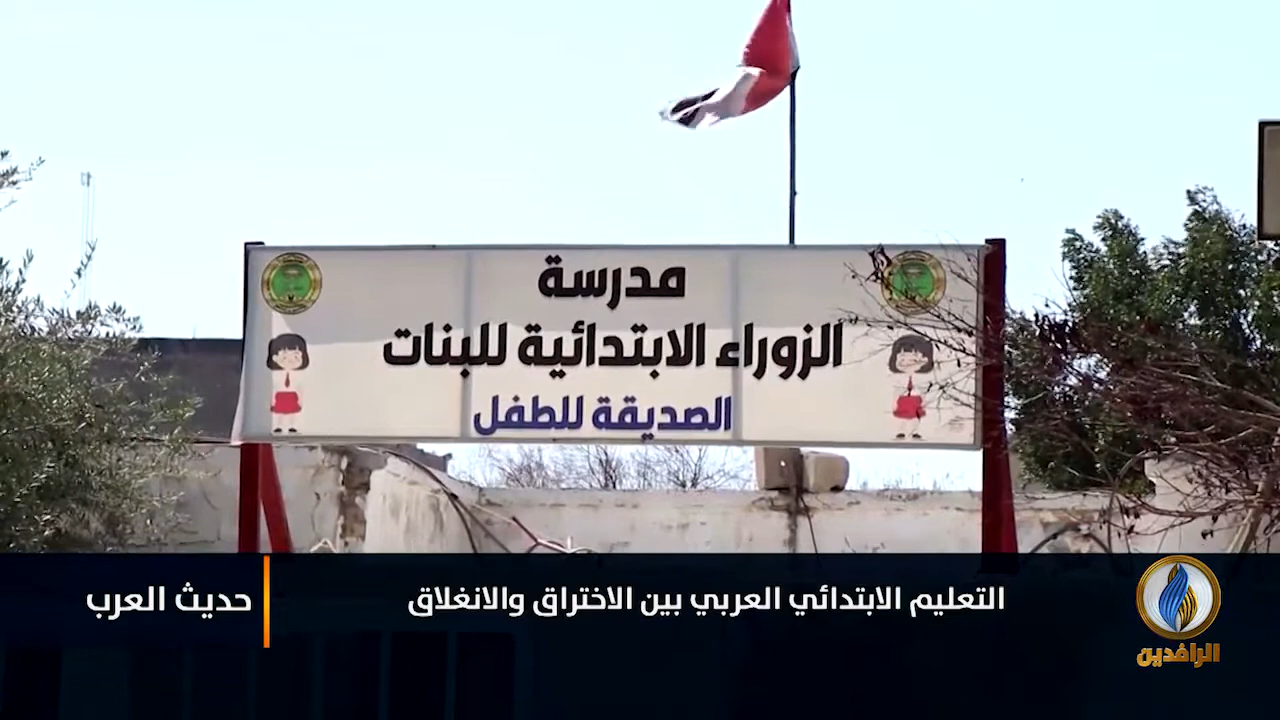 مدرسة
الزوراء الابتدائية للبنات
الصديقة للطفل
التعليم الابتدائي العربي بين الاختراق والانغلاق
حديث العرب
الرافدين